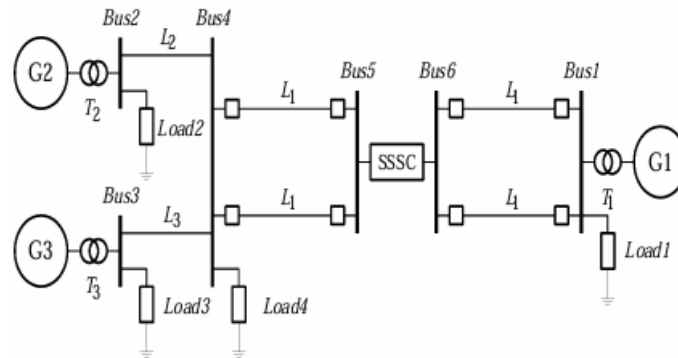 Bus2
Bus4
G2
T2
L2
Load2
L1
Bus5
SSSC
Bus6
L1
Bus1
G1
T1
Load1
L1
L1
Bus3
G3
T3
L3
Load3
Load4